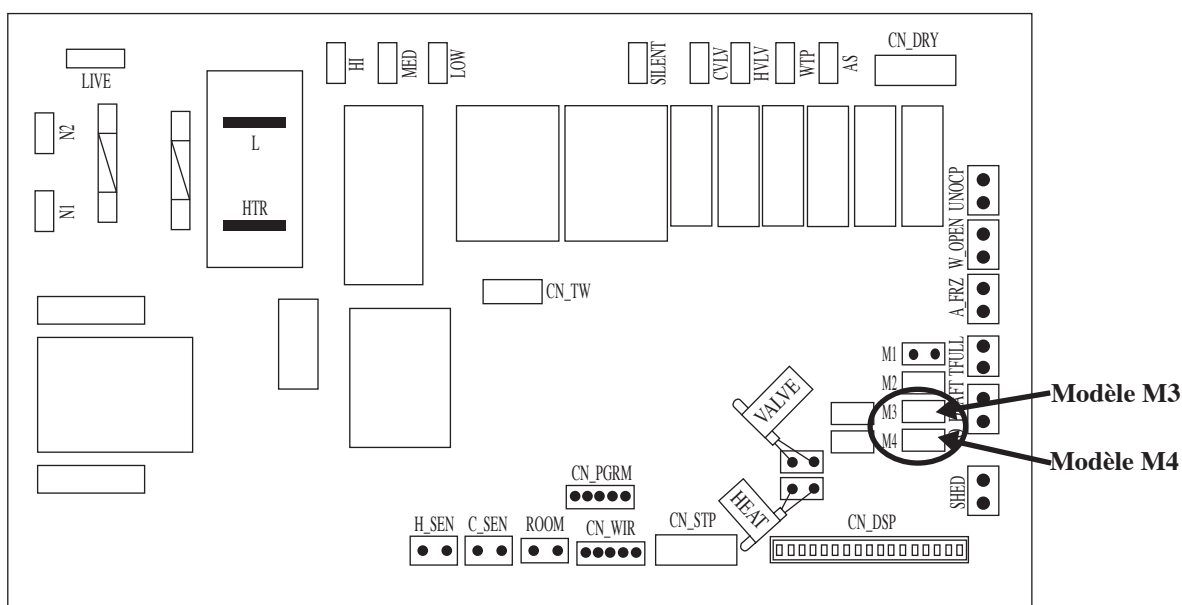 LIVE
HI
MED
LOW
SILENT
CVLV
HVLV
WTP
AS
CN_DRY
N2
N1
L
HTR
UNOCP
W_OPEN
A_FRZ
TFULL
CN_TW
M1
M2
M3
M4
VALVE
HEAT
Modèle M3
Modèle M4
SHED
CN_PGRM
H_SEN
C_SEN
ROOM
CN_WIR
CN_STP
CN_DSP